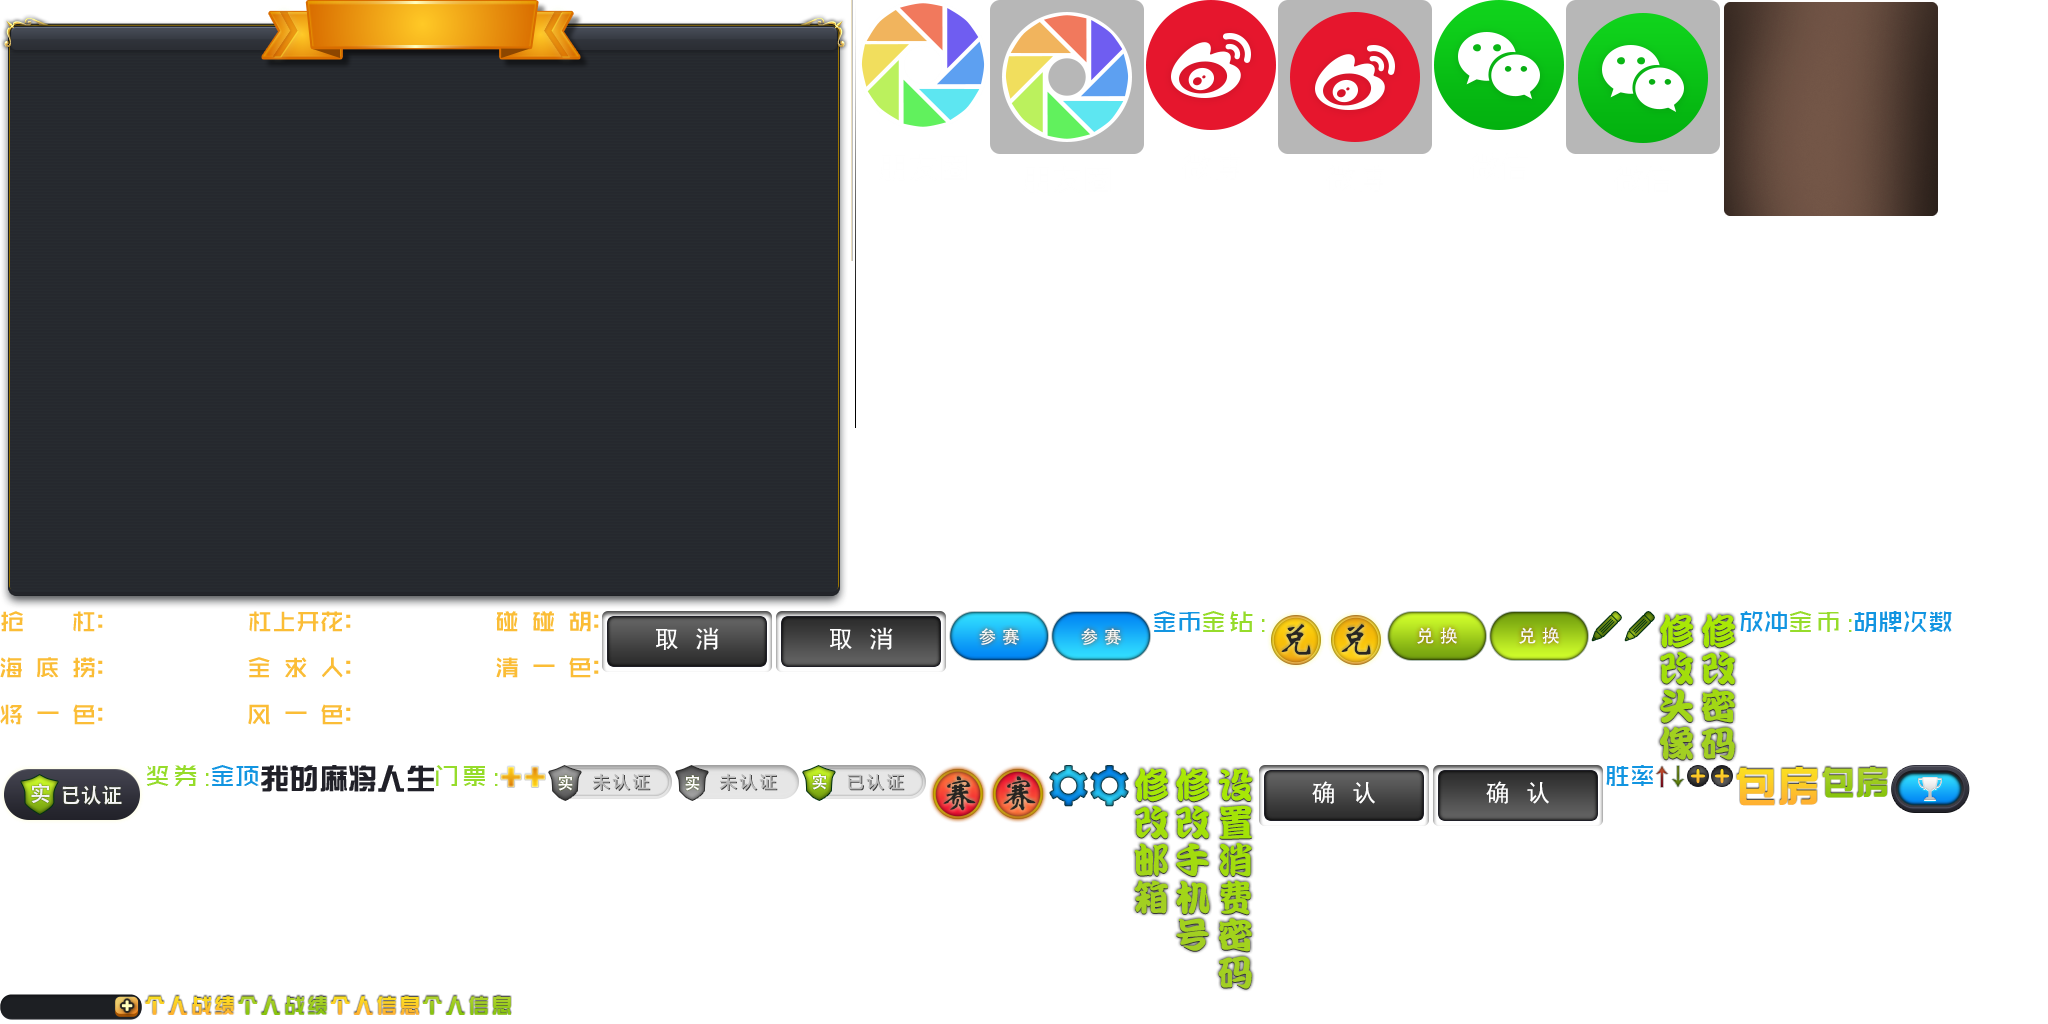 抢 杠: 杠上开花: 碰 碰 胡:
海 底 捞: 全 求 人: 清 一 色:
将 一 色: 风 一 色:
取 消
取 消
参 赛
参 赛
金币
金 钻 :
兑
兑
兑 换
兑 换
修改头像
修改密码
放冲
金 币 :
胡牌次数
实 已认证
奖 券 :
金顶
我的麻将人生
门 票 :
实 未认证
实 未认证
实 已认证
赛
赛
修改邮箱
修改手机号
设置消费密码
确 认
确 认
胜率
包房
包房
个人战绩
个人战绩
个人信息
个人信息